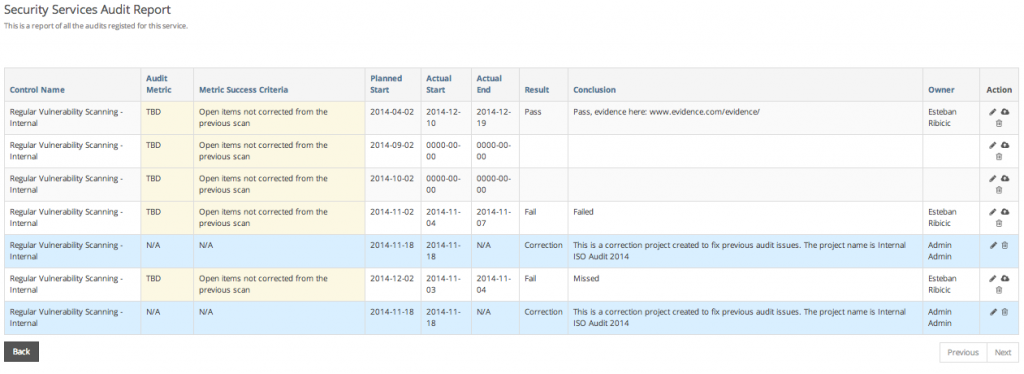 Security Services Audit Report
This is a report of all the audits registed for this service.
Control Name Audit Metric Metric Success Criteria Planned Start Actual Start Actual End Result Conclusion Owner Action
Regular Vulnerability Scanning - Internal TBD Open items not corrected from the previous scan 2014-04-02 2014-12-10 2014-12-19 Pass Pass, evidence here: www.evidence.com/evidence/ Esteban Ribicic
Regular Vulnerability Scanning - Internal TBD Open items not corrected from the previous scan 2014-09-02 0000-00-00 0000-00-00
Regular Vulnerability Scanning - Internal TBD Open items not corrected from the previous scan 2014-10-02 0000-00-00 0000-00-00
Regular Vulnerability Scanning - Internal TBD Open items not corrected from the previous scan 2014-11-02 2014-11-04 2014-11-07 Fail Failed Esteban Ribicic
Regular Vulnerability Scanning - Internal N/A N/A 2014-11-18 2014-11-18 N/A Correction This is a correction project created to fix previous audit issues. The project name is Internal ISO Audit 2014 Admin Admin
Regular Vulnerability Scanning - Internal TBD Open items not corrected from the previous scan 2014-12-02 2014-11-03 2014-11-04 Fail Missed Esteban Ribicic
Regular Vulnerability Scanning - Internal N/A N/A 2014-11-18 2014-11-18 N/A Correction This is a correction project created to fix previous audit issues. The project name is Internal ISO Audit 2014 Admin Admin
Back Previous Next